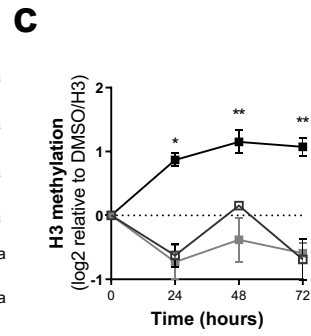 C
a
a
a
a
a
a
H3 methylation
(log2 relative to DMSO/H3)
2
1
0
-1
*
**
**
0
24
48
72
Time (hours)